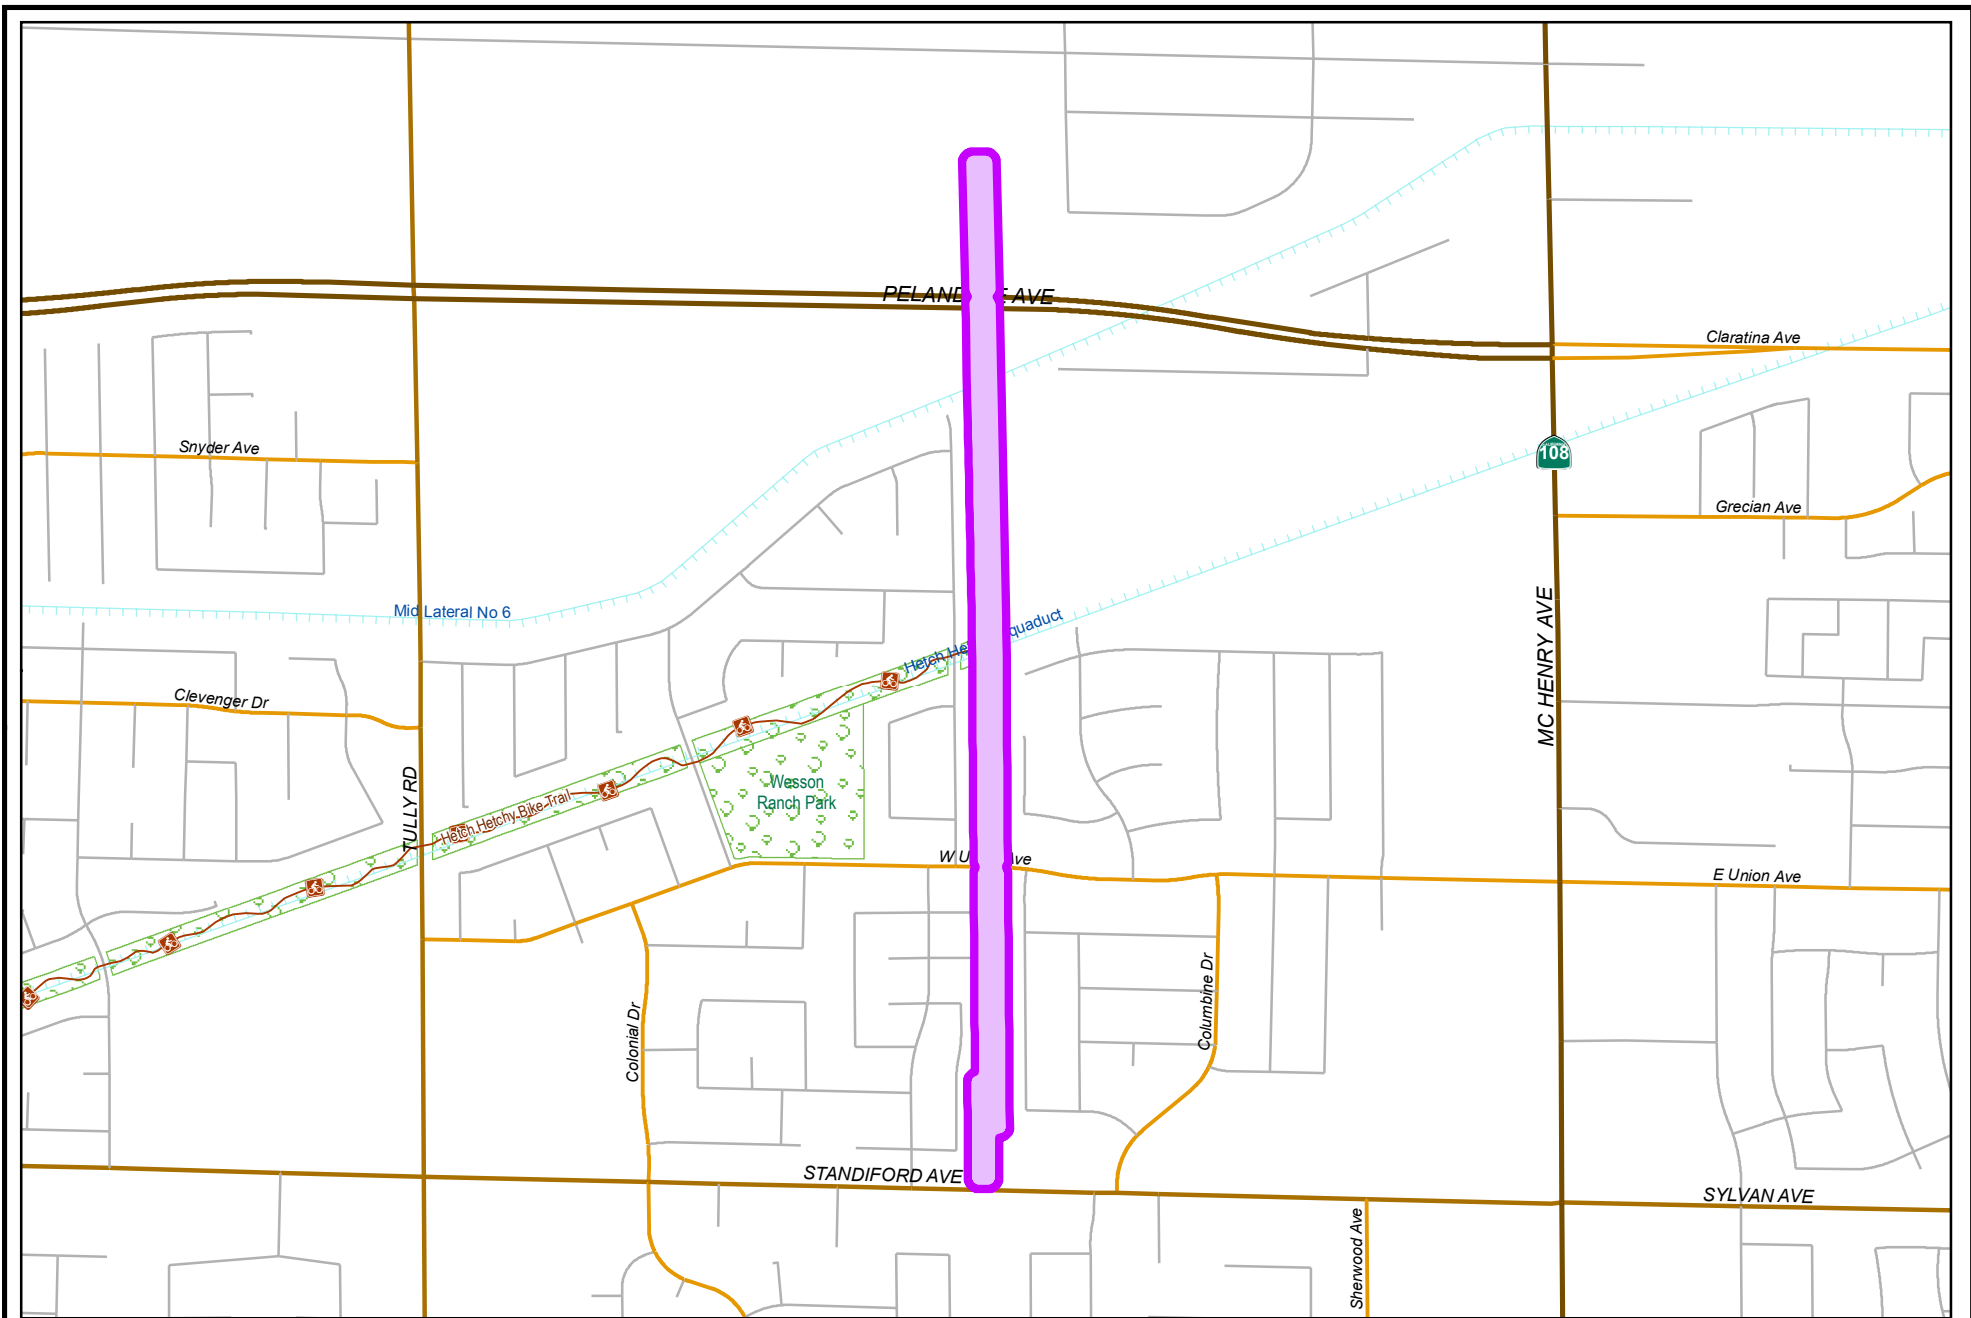 PELAND E AVE
Claratina Ave
Snyder Ave
108
Grecian Ave
Mid Lateral No 6
MC HENRY AVE
Hetch He quaduct
Clevenger Dr
TULLY RD
Wesson
Ranch Park
Hetch Hetchy Bike Trail
W U Ave
E Union Ave
Colonial Dr
Columbine Dr
STANDIFORD AVE
SYLVAN AVE
Sherwood Ave